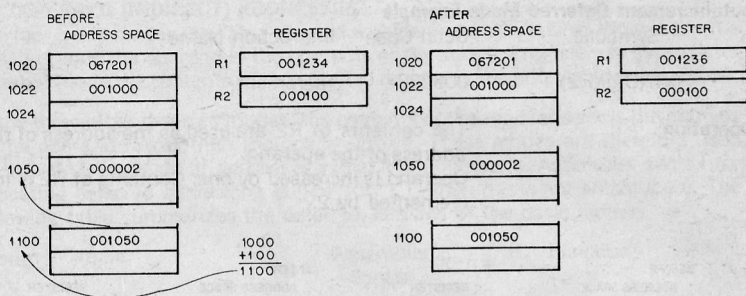 BEFORE
ADDRESS SPACE
REGISTER
1020 067201
1022 001000
1024
R1 001234
R2 000100
1050 000002
1100 001050
1000
+100
1100
AFTER
ADDRESS SPACE
REGISTER
1020 067201
1022 001000
1024
R1 001236
R2 000100
1050 000002
1100 001050